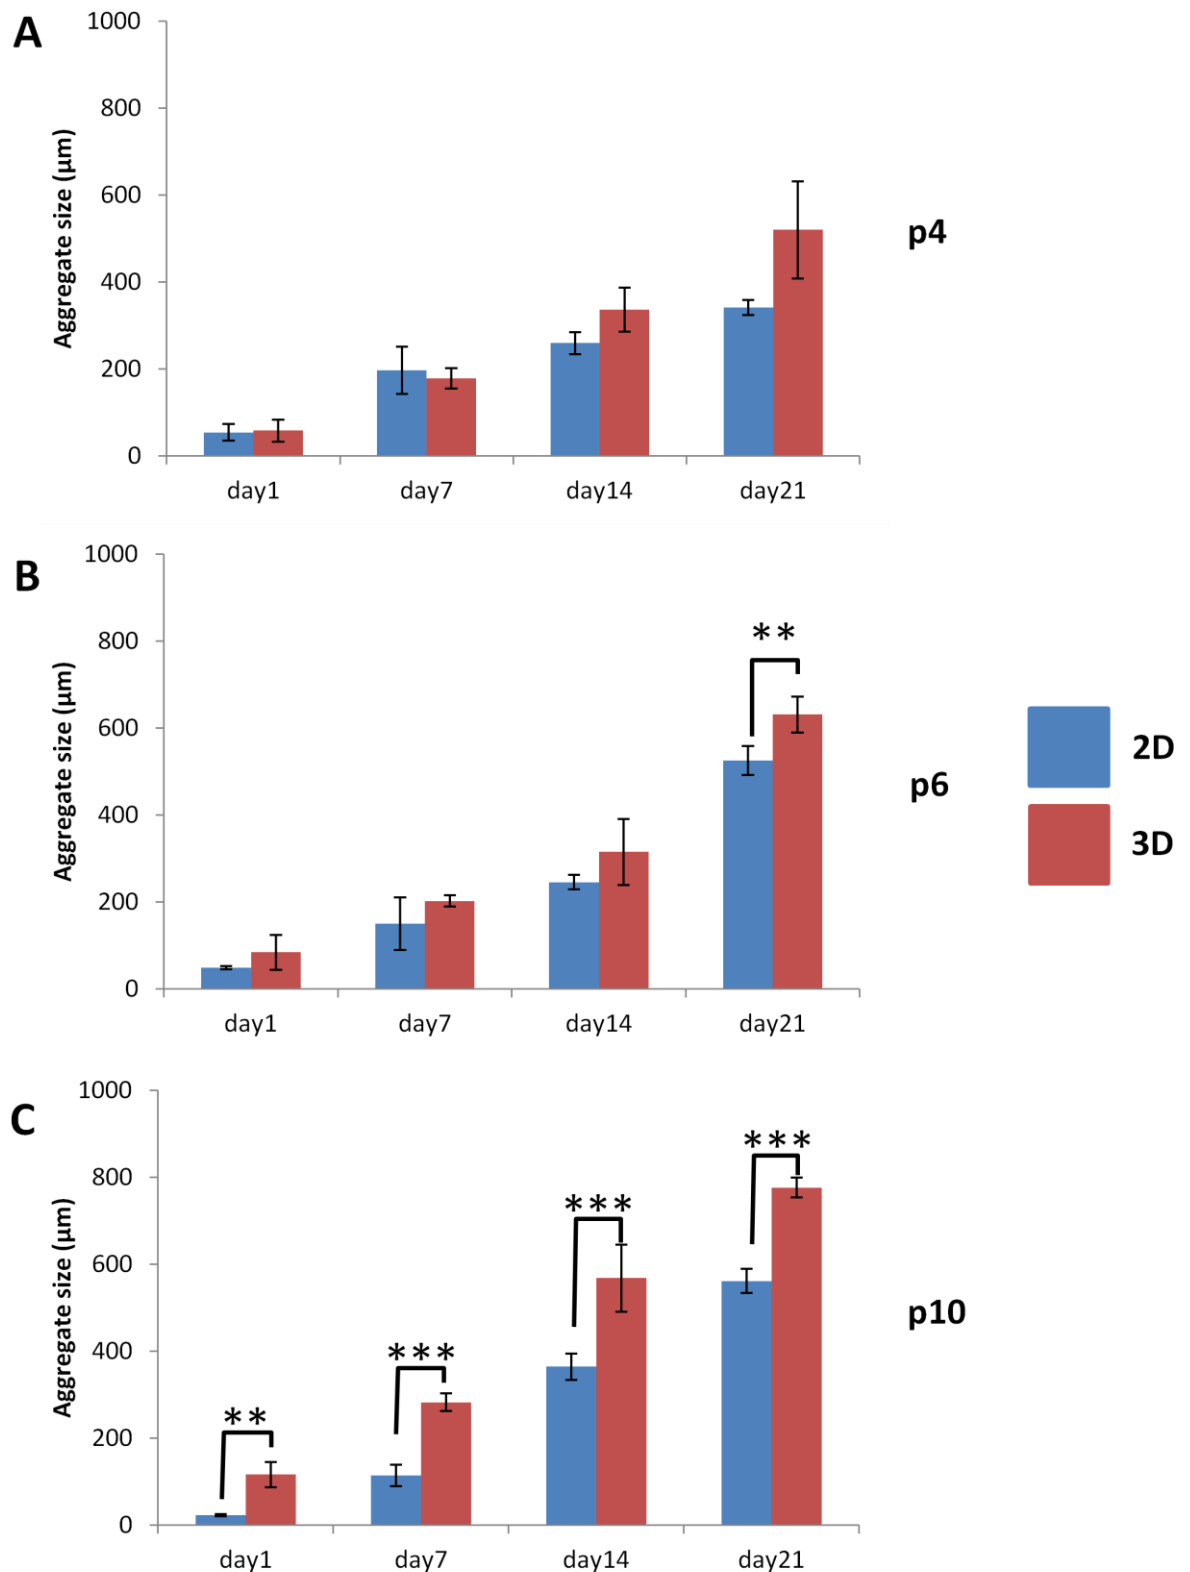 A
Aggregate size (µm)
1000
800
600
400
200
0
day1 day7 day14 day21
p4
B
Aggregate size (µm)
1000
800
600
400
200
0
**
day1 day7 day14 day21
p6
2D
3D
C
Aggregate size (µm)
1000
800
600
400
200
0
** *** *** ***
day1 day7 day14 day21
p10